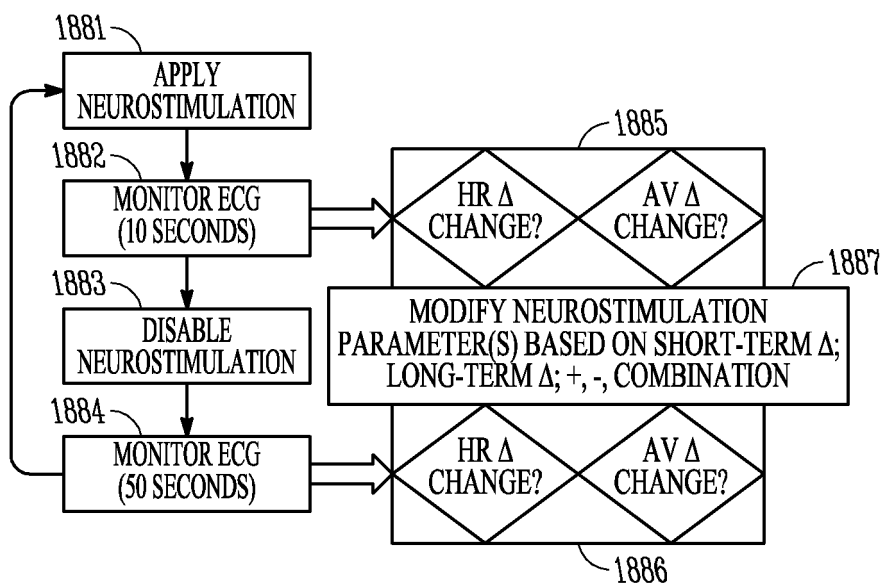 1881
APPLY
NEUROSTIMULATION
1882
MONITOR ECG
(10 SECONDS)
1883
DISABLE
NEUROSTIMULATION
1884
MONITOR ECG
(50 SECONDS)
1885
HR Δ
CHANGE?
AV Δ
CHANGE?
1887
MODIFY NEUROSTIMULATION
PARAMETER(S) BASED ON SHORT-TERM Δ;
LONG-TERM Δ; +, -, COMBINATION
HR Δ
CHANGE?
AV Δ
CHANGE?
1886